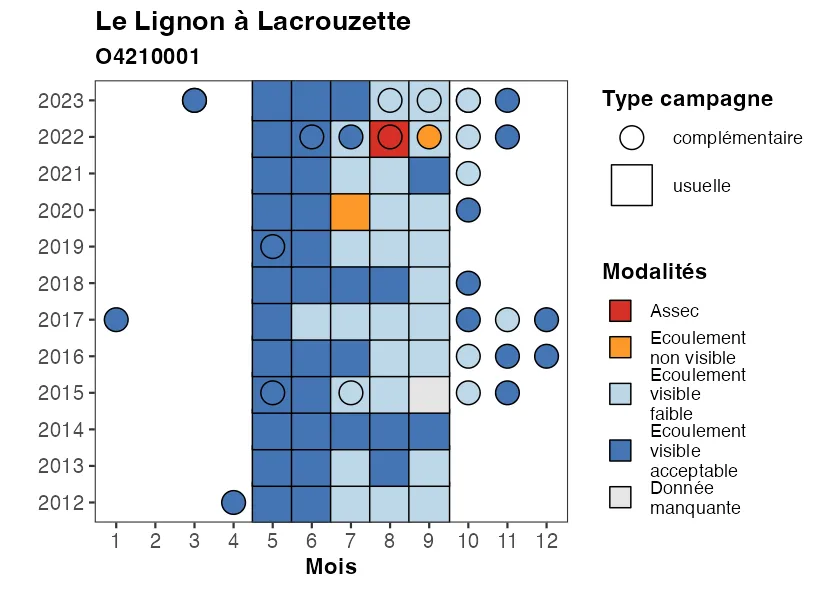 Le Lignon à Lacrouzette
O4210001
2023
2022
2021
2020
2019
2018
2017
2016
2015
2014
2013
2012
1 2 3 4 5 6 7 8 9 10 11 12
Mois
Type campagne
complémentaire
usuelle
Modalités
Assec
Ecoulement
non visible
Ecoulement
visible
faible
Ecoulement
visible
acceptable
Donnée
manquante